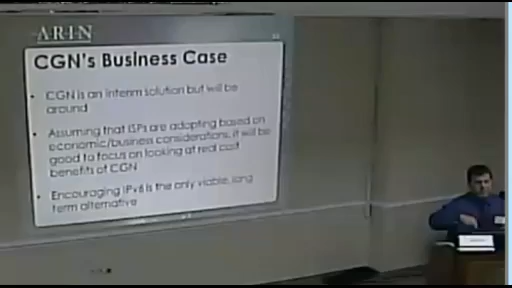 ARIN
CGN's Business Case
• CGN is an interim solution but will be
around
• Assuming that ISPs are adopting based on
economic/business considerations, it will be
good to focus on looking at real cost
benefits of CGN
• Encouraging IPv6 is the only viable, long
term alternative